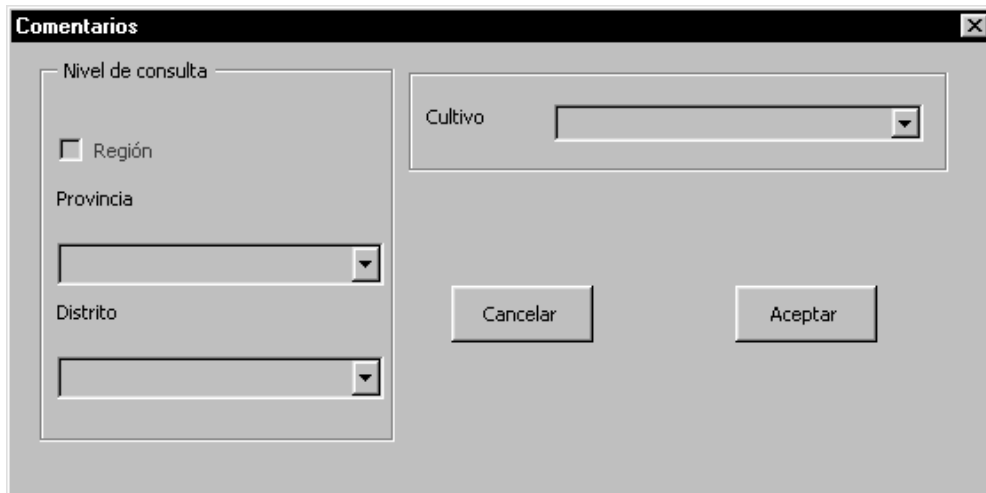 Comentarios
Nivel de consulta
Región
Provincia
Distrito
Cultivo
Cancelar
Aceptar